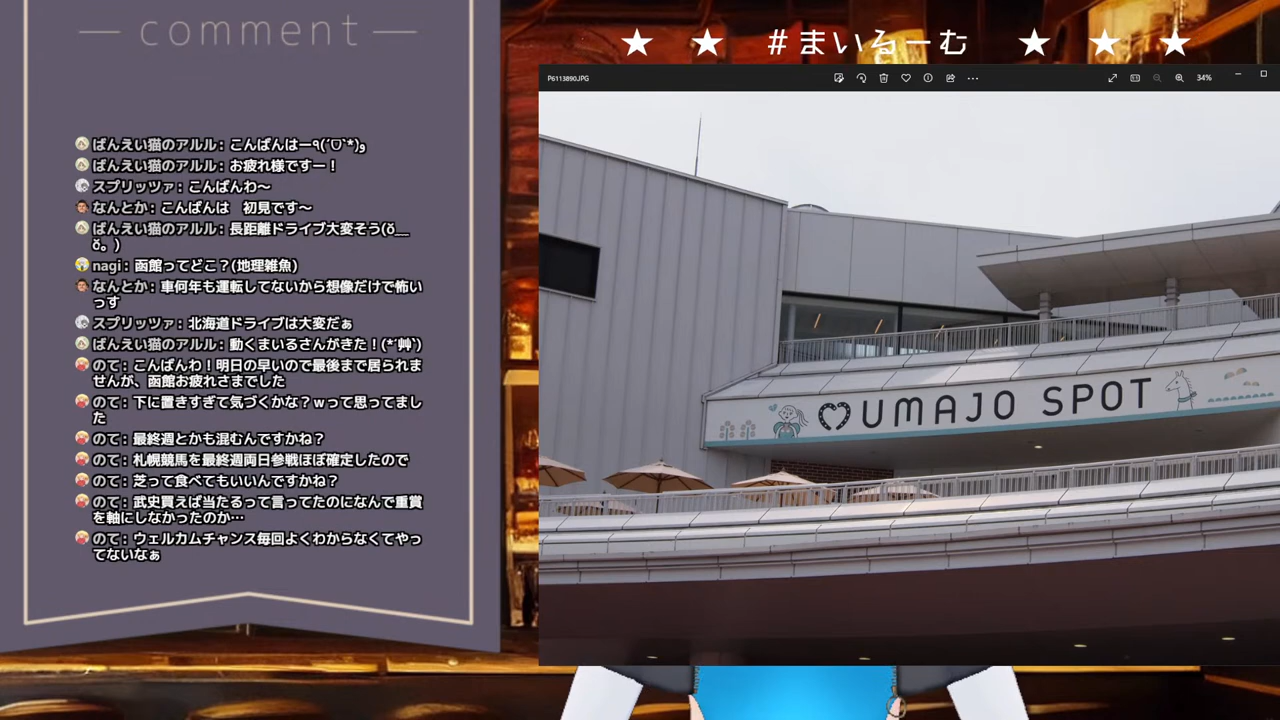 — comment —
★ ★ #まいるーむ ★ ★ ★
P6113890.JPG
34%
ばんえい猫のアルル: こんばんはー٩(ˊᗜˋ*)و
ばんえい猫のアルル: お疲れ様ですー！
スプリッツァ: こんばんわ〜
なんとか: こんばんは　初見です〜
ばんえい猫のアルル: 長距離ドライブ大変そう(ŏ﹏
ŏ。)
nagi: 函館ってどこ？(地理雑魚)
なんとか: 車何年も運転してないから想像だけで怖い
っす
スプリッツァ: 北海道ドライブは大変だぁ
ばんえい猫のアルル: 動くまいるさんがきた！(*´艸`)
のて: こんばんわ！明日の早いので最後まで居られま
せんが、函館お疲れさまでした
のて: 下に置きすぎて気づくかな？ｗって思ってまし
た
のて: 最終週とかも混むんですかね？
のて: 札幌競馬を最終週両日参戦ほぼ確定したので
のて: 芝って食べてもいいんですかね？
のて: 武史買えば当たるって言ってたのになんで重賞
を軸にしなかったのか…
のて: ウェルカムチャンス毎回よくわからなくてやっ
てないなぁ
UMAJO SPOT